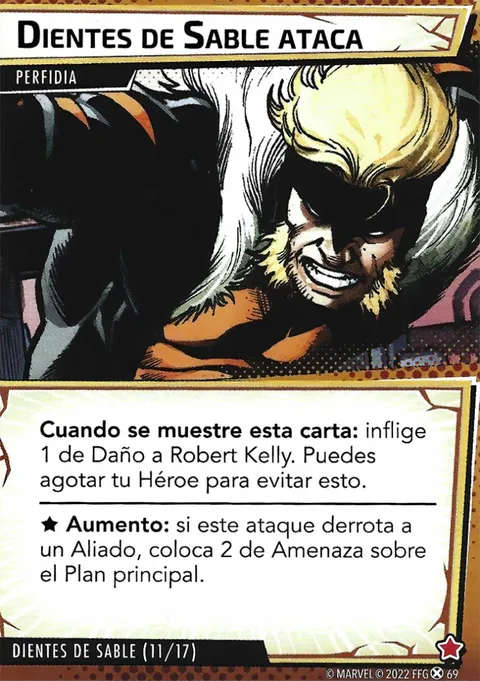 DIENTES DE SABLE ATACA
PERFIDIA
Cuando se muestre esta carta: inflige
1 de Daño a Robert Kelly. Puedes
agotar tu Héroe para evitar esto.
★ Aumento: si este ataque derrota a
un Aliado, coloca 2 de Amenaza sobre
el Plan principal.
DIENTES DE SABLE (11/17)
© MARVEL © 2022 FFG 69